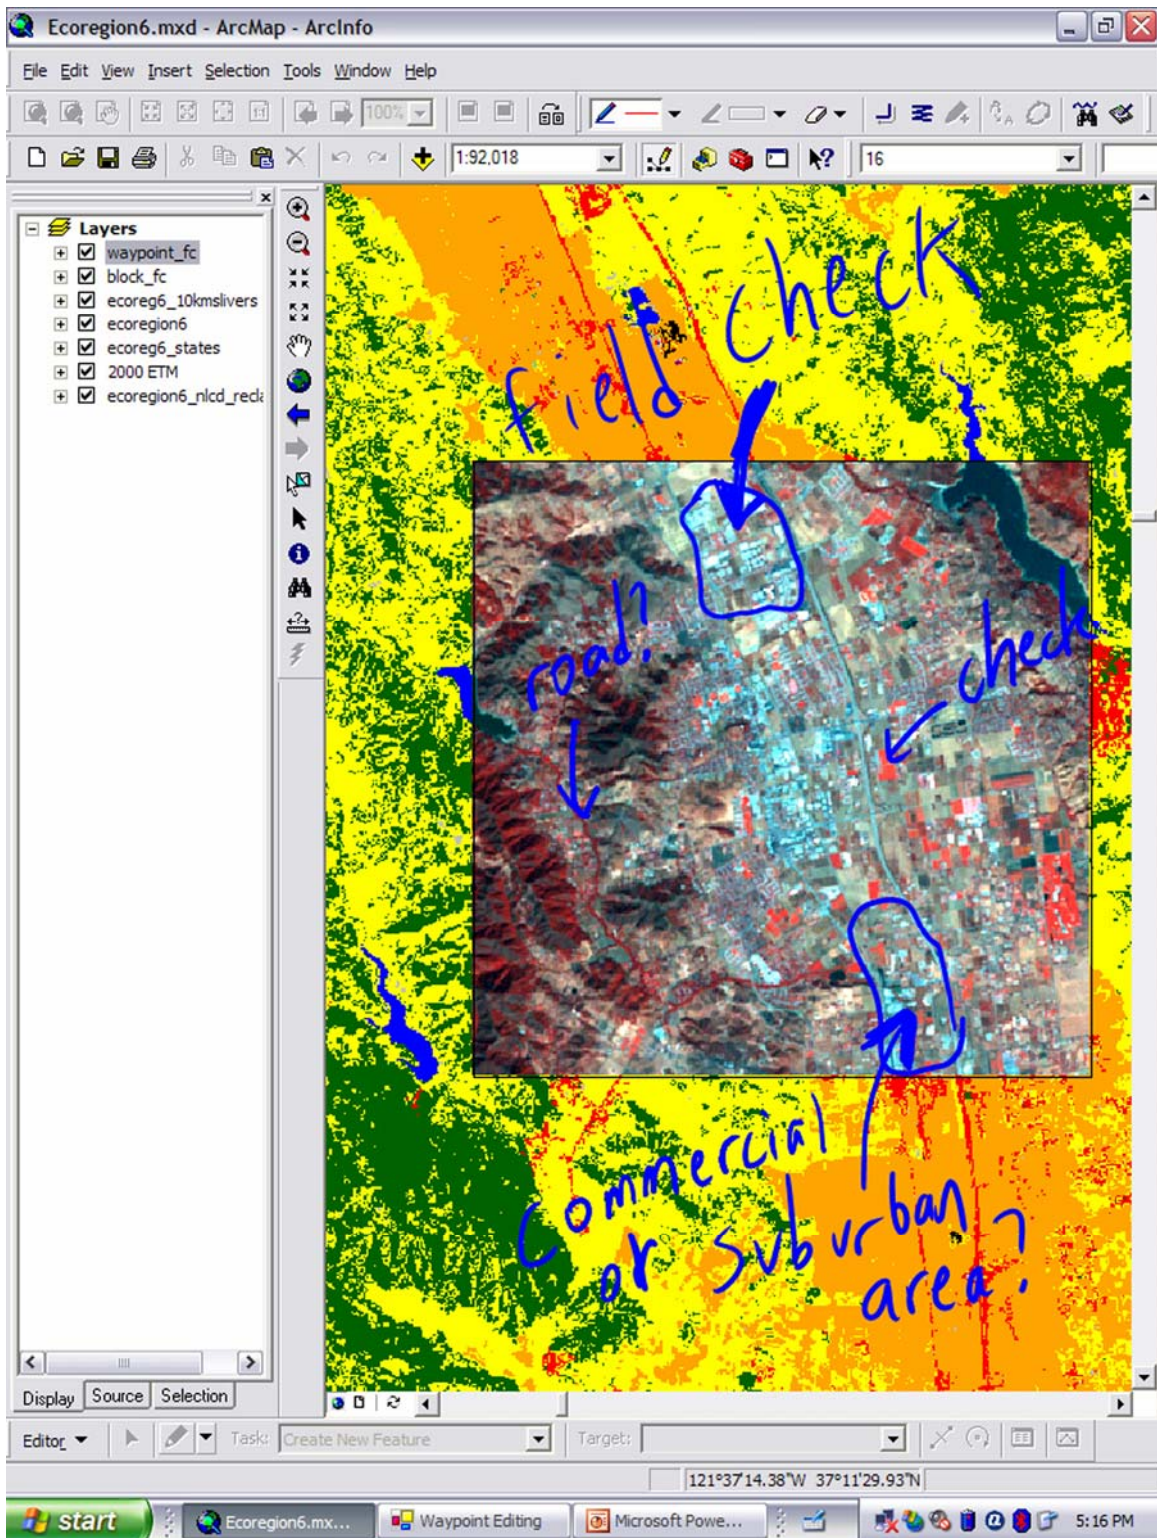 Ecoregion6.mxd - ArcMap - ArcInfo
File Edit View Insert Selection Tools Window Help
100%
1:92,018
16
Layers
waypoint_fc
block_fc
ecoreg6_10kmslivers
ecoregion6
ecoreg6_states
2000 ETM
ecoregion6_nlcd_recla
field check
road?
check
Commercial
or Suburban
area?
Display Source Selection
Editor Task: Create New Feature Target:
121°37'14.38"W 37°11'29.93"N
start Ecoregion6.mx... Waypoint Editing Microsoft Powe... 5:16 PM